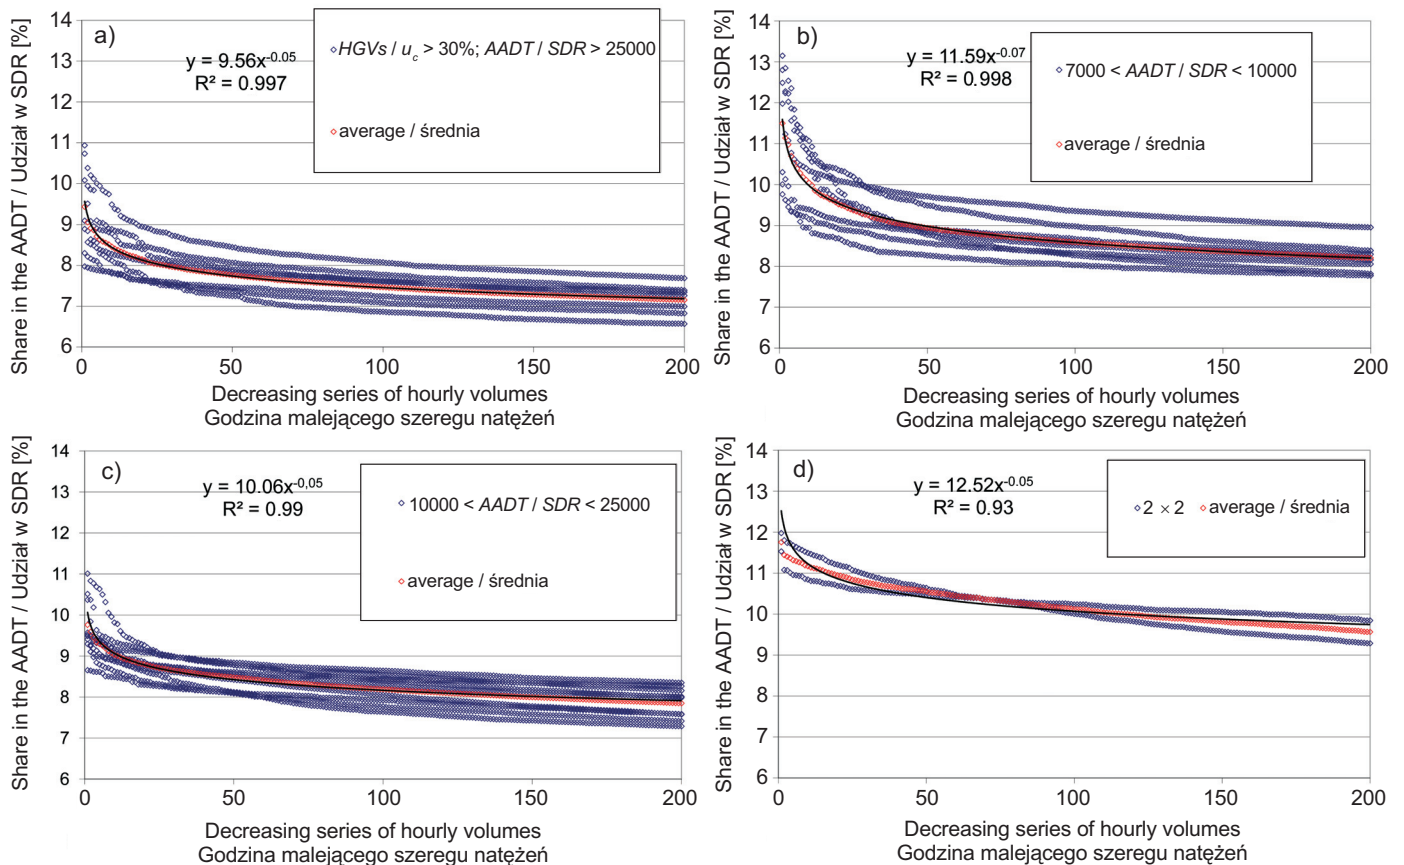 a)
y = 9.56x^-0.05
R² = 0.997
HGVs / u_c > 30%; AADT / SDR > 25000
average / średnia
Share in the AADT / Udział w SDR [%]
14
13
12
11
10
9
8
7
6
0
50
100
150
200
Decreasing series of hourly volumes
Godzina malejącego szeregu natężeń
b)
y = 11.59x^-0.07
R² = 0.998
7000 < AADT / SDR < 10000
average / średnia
Share in the AADT / Udział w SDR [%]
14
13
12
11
10
9
8
7
6
0
50
100
150
200
Decreasing series of hourly volumes
Godzina malejącego szeregu natężeń
c)
y = 10.06x^-0,05
R² = 0.99
10000 < AADT / SDR < 25000
average / średnia
Share in the AADT / Udział w SDR [%]
14
13
12
11
10
9
8
7
6
0
50
100
150
200
Decreasing series of hourly volumes
Godzina malejącego szeregu natężeń
d)
y = 12.52x^-0.05
R² = 0.93
2 × 2 average / średnia
Share in the AADT / Udział w SDR [%]
14
13
12
11
10
9
8
7
6
0
50
100
150
200
Decreasing series of hourly volumes
Godzina malejącego szeregu natężeń